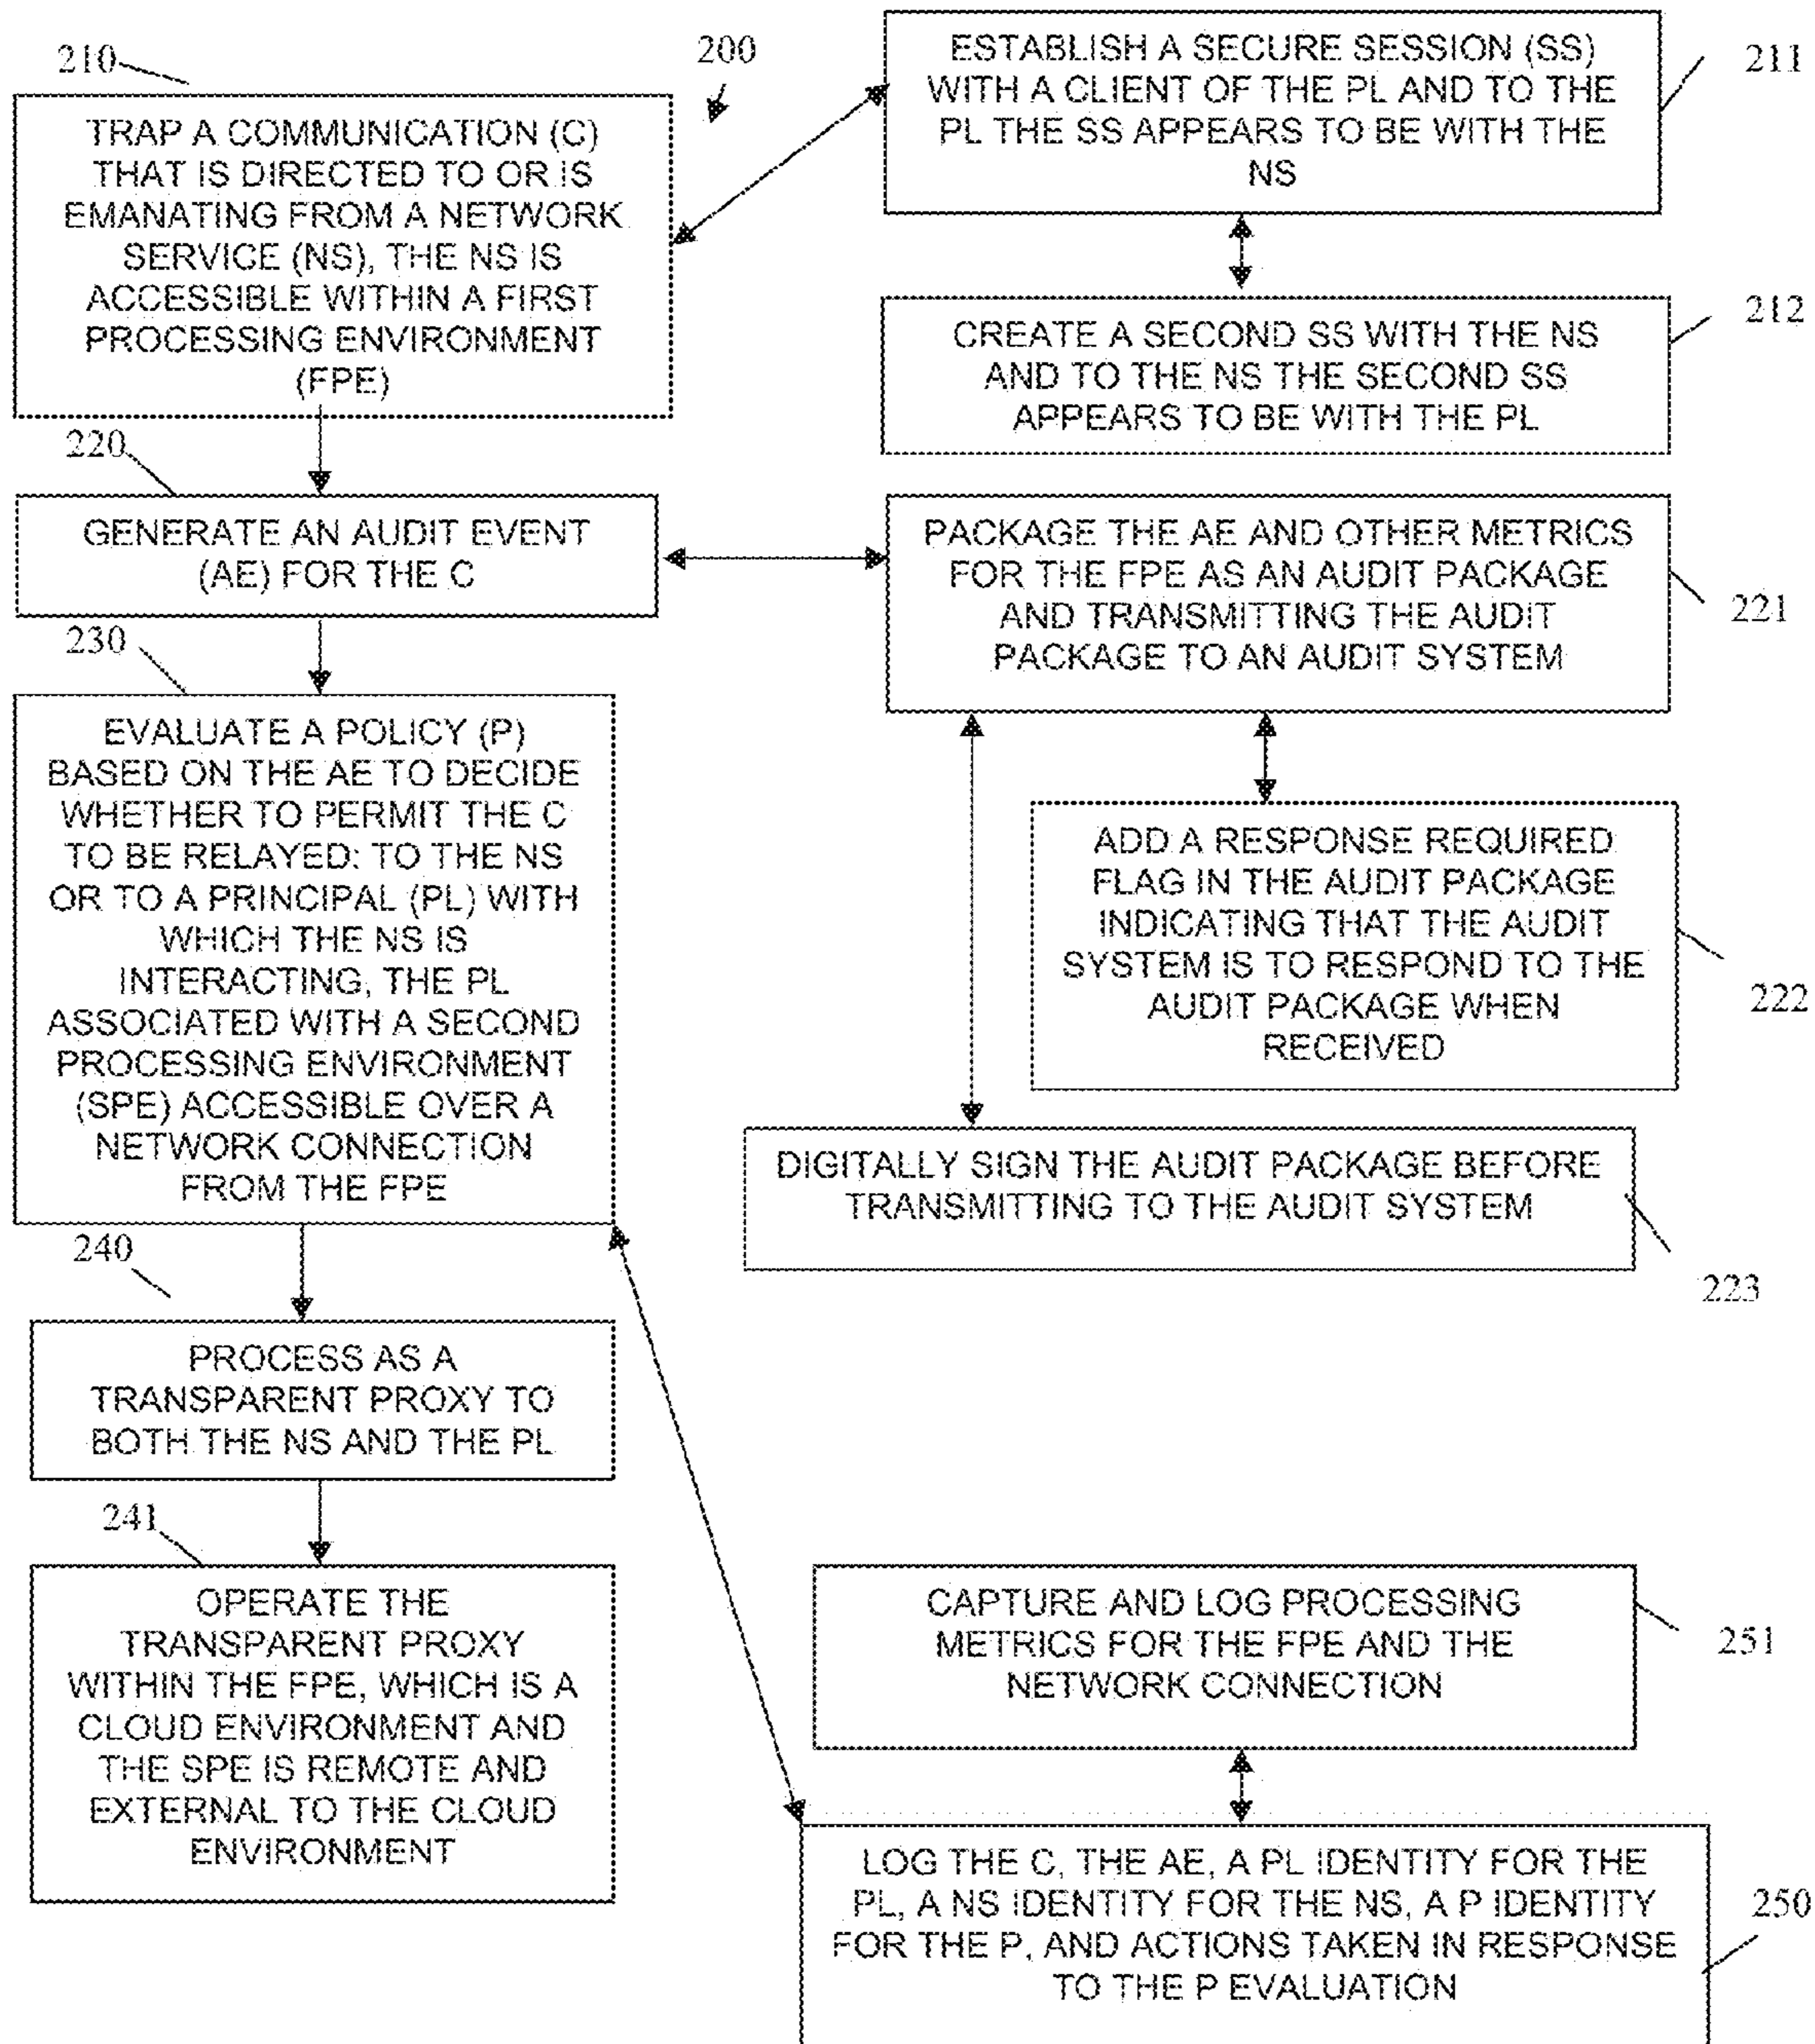 200
210
TRAP A COMMUNICATION (C)
THAT IS DIRECTED TO OR IS
EMANATING FROM A NETWORK
SERVICE (NS), THE NS IS
ACCESSIBLE WITHIN A FIRST
PROCESSING ENVIRONMENT
(FPE)
211
ESTABLISH A SECURE SESSION (SS)
WITH A CLIENT OF THE PL AND TO THE
PL THE SS APPEARS TO BE WITH THE
NS
212
CREATE A SECOND SS WITH THE NS
AND TO THE NS THE SECOND SS
APPEARS TO BE WITH THE PL
220
GENERATE AN AUDIT EVENT
(AE) FOR THE C
221
PACKAGE THE AE AND OTHER METRICS
FOR THE FPE AS AN AUDIT PACKAGE
AND TRANSMITTING THE AUDIT
PACKAGE TO AN AUDIT SYSTEM
222
ADD A RESPONSE REQUIRED
FLAG IN THE AUDIT PACKAGE
INDICATING THAT THE AUDIT
SYSTEM IS TO RESPOND TO THE
AUDIT PACKAGE WHEN
RECEIVED
223
DIGITALLY SIGN THE AUDIT PACKAGE BEFORE
TRANSMITTING TO THE AUDIT SYSTEM
230
EVALUATE A POLICY (P)
BASED ON THE AE TO DECIDE
WHETHER TO PERMIT THE C
TO BE RELAYED: TO THE NS
OR TO A PRINCIPAL (PL) WITH
WHICH THE NS IS
INTERACTING, THE PL
ASSOCIATED WITH A SECOND
PROCESSING ENVIRONMENT
(SPE) ACCESSIBLE OVER A
NETWORK CONNECTION
FROM THE FPE
240
PROCESS AS A
TRANSPARENT PROXY TO
BOTH THE NS AND THE PL
241
OPERATE THE
TRANSPARENT PROXY
WITHIN THE FPE, WHICH IS A
CLOUD ENVIRONMENT AND
THE SPE IS REMOTE AND
EXTERNAL TO THE CLOUD
ENVIRONMENT
251
CAPTURE AND LOG PROCESSING
METRICS FOR THE FPE AND THE
NETWORK CONNECTION
250
LOG THE C, THE AE, A PL IDENTITY FOR THE
PL, A NS IDENTITY FOR THE NS, A P IDENTITY
FOR THE P, AND ACTIONS TAKEN IN RESPONSE
TO THE P EVALUATION